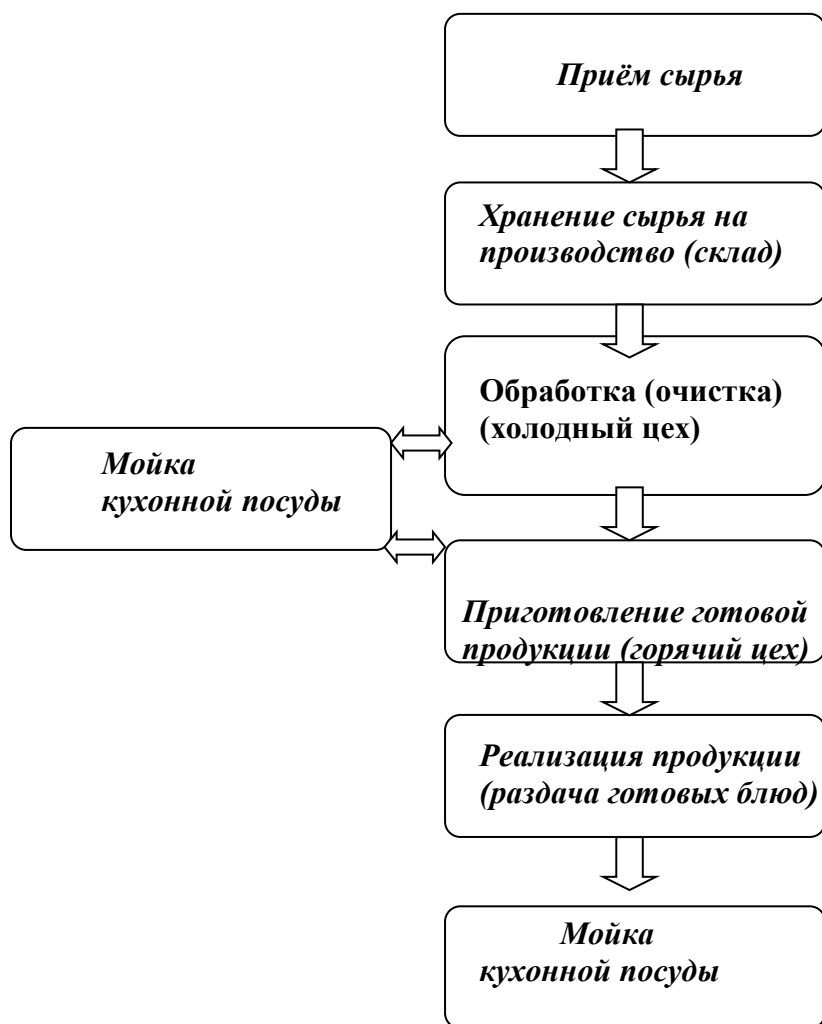 Приём сырья
Хранение сырья на
производство (склад)
Обработка (очистка)
(холодный цех)
Мойка
кухонной посуды
Приготовление готовой
продукции (горячий цех)
Реализация продукции
(раздача готовых блюд)
Мойка
кухонной посуды